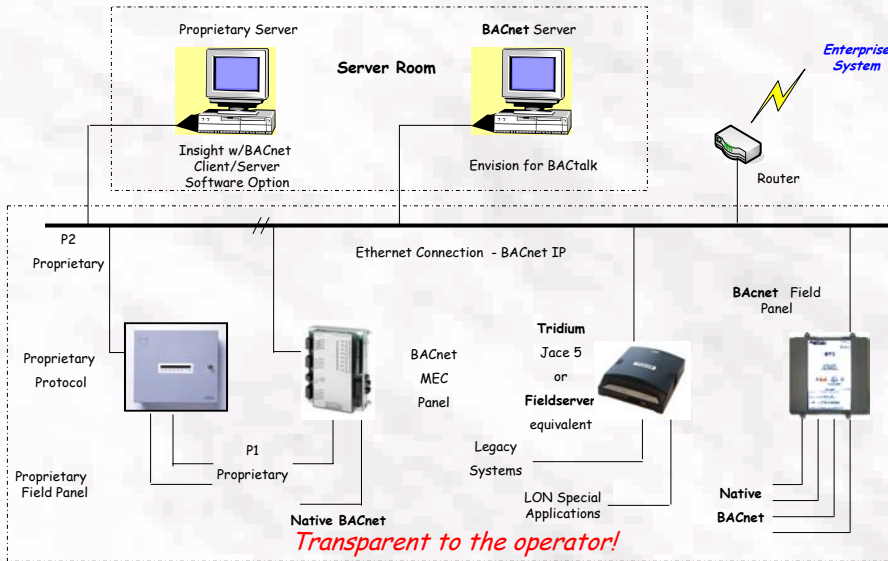 Proprietary Server
BACnet Server
Server Room
Enterprise
System
Insight w/BACnet
Client/Server
Software Option
Envision for BACtalk
Router
P2
Proprietary
Ethernet Connection - BACnet IP
BAcnet Field
Panel
Proprietary
Protocol
BACnet
MEC
Panel
Tridium
Jace 5
or
Fieldserver
equivalent
P1
Proprietary
Legacy
Systems
Proprietary
Field Panel
LON Special
Applications
Native
BACnet
Native BACnet
Transparent to the operator!